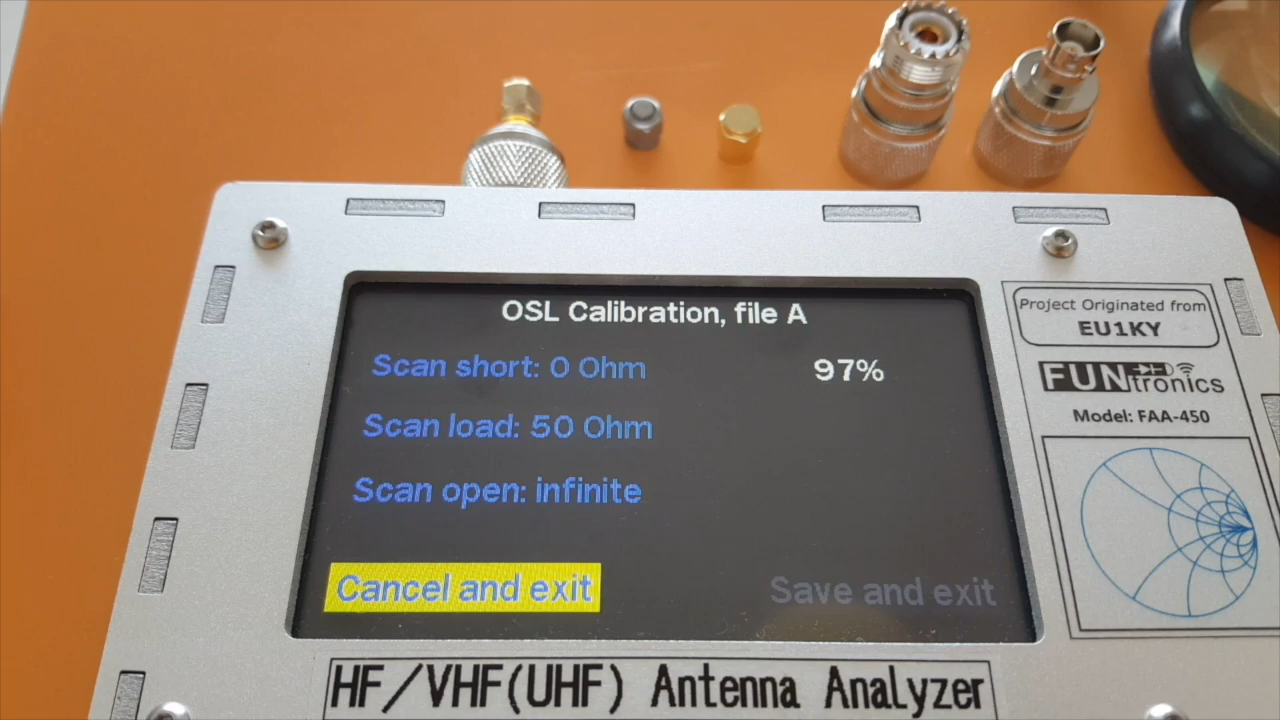 OSL Calibration, file A
Scan short: 0 Ohm 97%
Scan load: 50 Ohm
Scan open: infinite
Cancel and exit Save and exit
Project Originated from
EU1KY
FUNtronics
Model: FAA-450
HF/VHF(UHF) Antenna Analyzer